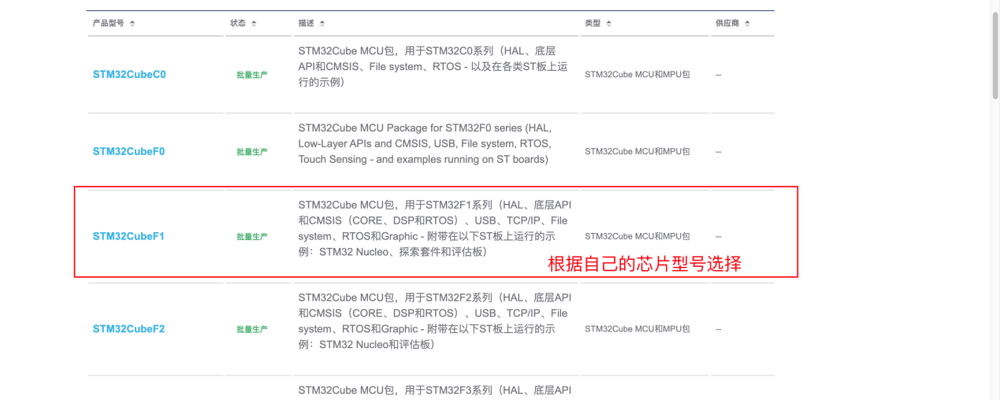 产品型号 状态 描述 类型 供应商
STM32Cube MCU包，用于STM32C0系列（HAL、底层
API和CMSIS、File system、RTOS - 以及在各类ST板上运
行的示例）
STM32CubeC0 批量生产 STM32Cube MCU和MPU包 --
STM32Cube MCU Package for STM32F0 series (HAL,
Low-Layer APIs and CMSIS, USB, File system, RTOS,
Touch Sensing - and examples running on ST boards)
STM32CubeF0 批量生产 STM32Cube MCU和MPU包 --
STM32Cube MCU包，用于STM32F1系列（HAL、底层API
和CMSIS（CORE、DSP和RTOS）、USB、TCP/IP、File
system、RTOS和Graphic - 附带在以下ST板上运行的示
例：STM32 Nucleo、探索套件和评估板）
STM32CubeF1 批量生产 STM32Cube MCU和MPU包 --
根据自己的芯片型号选择
STM32Cube MCU包，用于STM32F2系列（HAL、底层API
和CMSIS（CORE、DSP和RTOS）、USB、TCP/IP、File
system、RTOS和Graphic - 附带在以下ST板上运行的示
例：STM32 Nucleo和评估板）
STM32CubeF2 批量生产 STM32Cube MCU和MPU包 --
STM32Cube MCU包，用于STM32F3系列（HAL、底层API